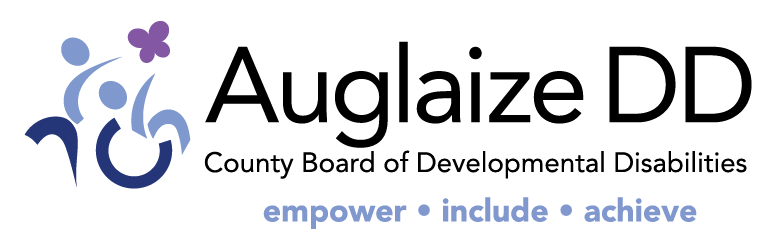 Auglaize DD
County Board of Developmental Disabilities
empower • include • achieve